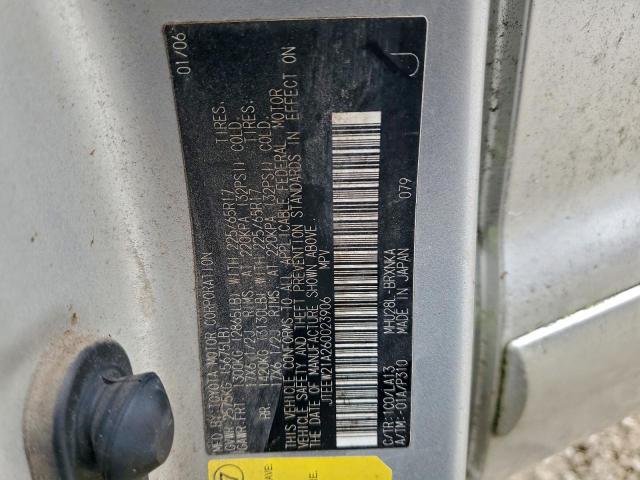 MFD. BY: TOYOTA MOTOR CORPORATION 01/06
GVWR 2525KG(5675LB)
GAWR FRT 1300KG (2865LB) WITH 225/65R17 TIRES,
17X6 1/2J RIMS AT 220KPA (32PSI) COLD.
RR 1420KG (3130LB) WITH 225/65R17 TIRES,
17X6 1/2J RIMS AT 220KPA (32PSI) COLD.
THIS VEHICLE CONFORMS TO ALL APPLICABLE FEDERAL MOTOR
VEHICLE SAFETY AND THEFT PREVENTION STANDARDS IN EFFECT ON
THE DATE OF MANUFACTURE SHOWN ABOVE.
JTEEW21A260023906 MPV
C/TR:1C0/LA13 MHU28L-BRXNKA 079
A/TM:-01A/P310 MADE IN JAPAN